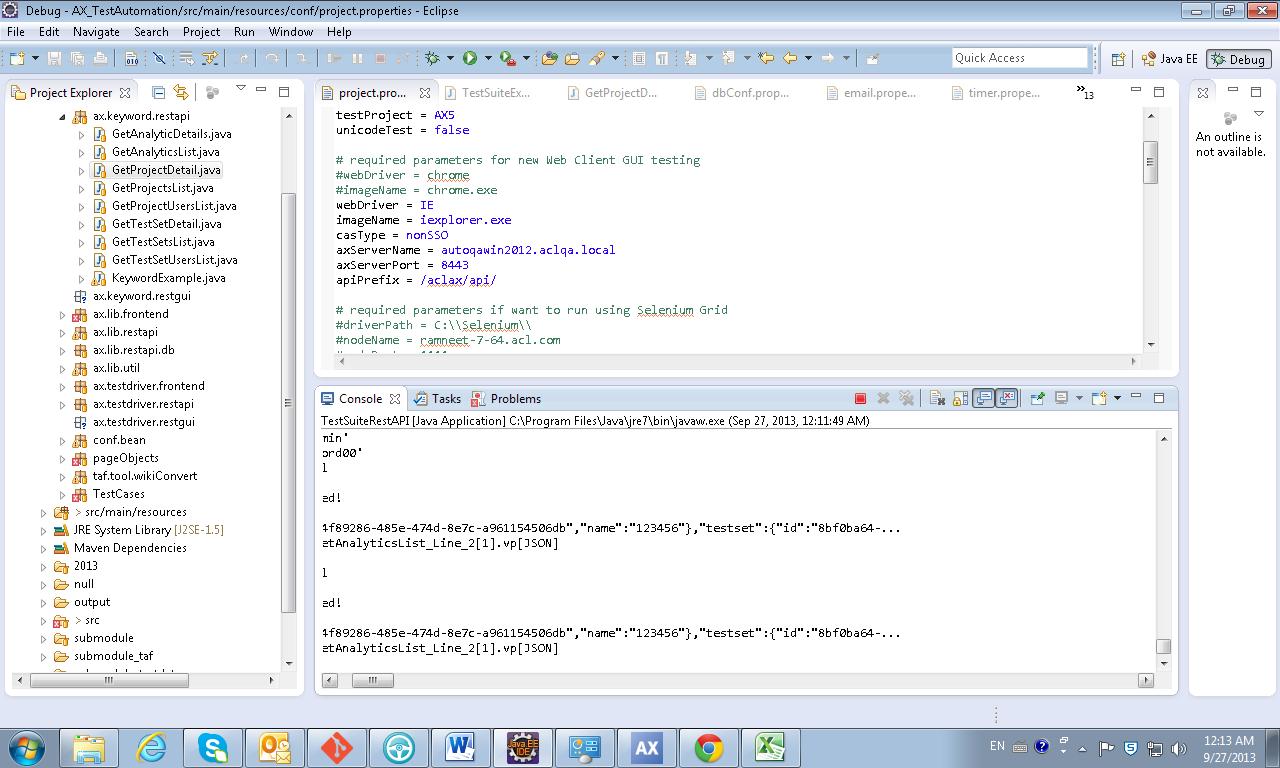 Debug - AX_TestAutomation/src/main/resources/conf/project.properties - Eclipse
File Edit Navigate Search Project Run Window Help
Quick Access
Java EE
Debug
Project Explorer
ax.keyword.restapi
GetAnalyticDetails.java
GetAnalyticsList.java
GetProjectDetail.java
GetProjectsList.java
GetProjectUsersList.java
GetTestSetDetail.java
GetTestSetsList.java
GetTestSetUsersList.java
KeywordExample.java
ax.keyword.restgui
ax.lib.frontend
ax.lib.restapi
ax.lib.restapi.db
ax.lib.util
ax.testdriver.frontend
ax.testdriver.restapi
ax.testdriver.restgui
conf.bean
pageObjects
taf.tool.wikiConvert
TestCases
> src/main/resources
JRE System Library [J2SE-1.5]
Maven Dependencies
2013
null
output
> src
submodule
submodule_taf
project.pro... TestSuiteEx... GetProjectD... dbConf.prop... email.prope... timer.prope... »13
testProject = AX5
unicodeTest = false
# required parameters for new Web Client GUI testing
#webDriver = chrome
#imageName = chrome.exe
webDriver = IE
imageName = iexplorer.exe
casType = nonSSO
axServerName = autoqawin2012.aclqa.local
axServerPort = 8443
apiPrefix = /aclax/api/
# required parameters if want to run using Selenium Grid
#driverPath = C:\\Selenium\\
#nodeName = ramneet-7-64.acl.com
Console Tasks Problems
TestSuiteRestAPI [Java Application] C:\Program Files\Java\jre7\bin\javaw.exe (Sep 27, 2013, 12:11:49 AM)
min'
ord00'
l
ed!
4f89286-485e-474d-8e7c-a961154506db","name":"123456"},"testset":{"id":"8bf0ba64-...
etAnalyticsList_Line_2[1].vp[JSON]
l
ed!
4f89286-485e-474d-8e7c-a961154506db","name":"123456"},"testset":{"id":"8bf0ba64-...
etAnalyticsList_Line_2[1].vp[JSON]
An outline is
not available.
Java EE
IDE
AX
EN
12:13 AM
9/27/2013